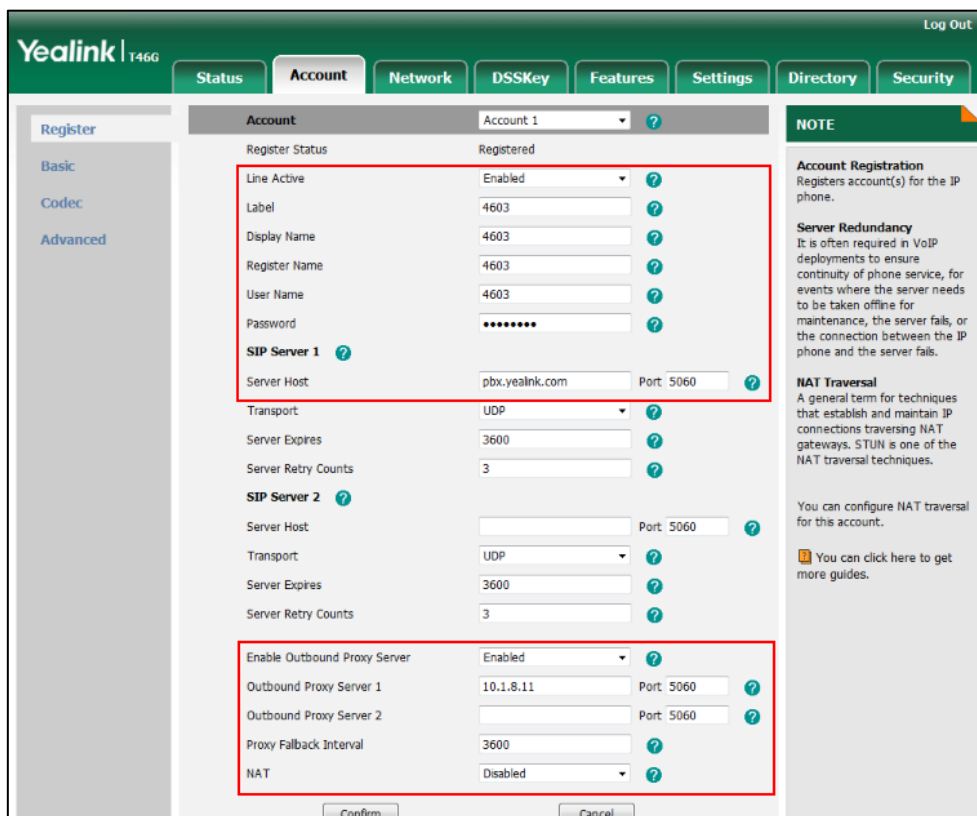 Log Out
Yealink | T46G
Status Account Network DSSKey Features Settings Directory Security
Register
Basic
Codec
Advanced
Account Account 1
Register Status Registered
Line Active Enabled
Label 4603
Display Name 4603
Register Name 4603
User Name 4603
Password ••••••••
SIP Server 1
Server Host pbx.yealink.com Port 5060
Transport UDP
Server Expires 3600
Server Retry Counts 3
SIP Server 2
Server Host Port 5060
Transport UDP
Server Expires 3600
Server Retry Counts 3
Enable Outbound Proxy Server Enabled
Outbound Proxy Server 1 10.1.8.11 Port 5060
Outbound Proxy Server 2 Port 5060
Proxy Fallback Interval 3600
NAT Disabled
Confirm Cancel
NOTE
Account Registration
Registers account(s) for the IP
phone.
Server Redundancy
It is often required in VoIP
deployments to ensure
continuity of phone service, for
events where the server needs
to be taken offline for
maintenance, the server fails, or
the connection between the IP
phone and the server fails.
NAT Traversal
A general term for techniques
that establish and maintain IP
connections traversing NAT
gateways. STUN is one of the
NAT traversal techniques.
You can configure NAT traversal
for this account.
You can click here to get
more guides.